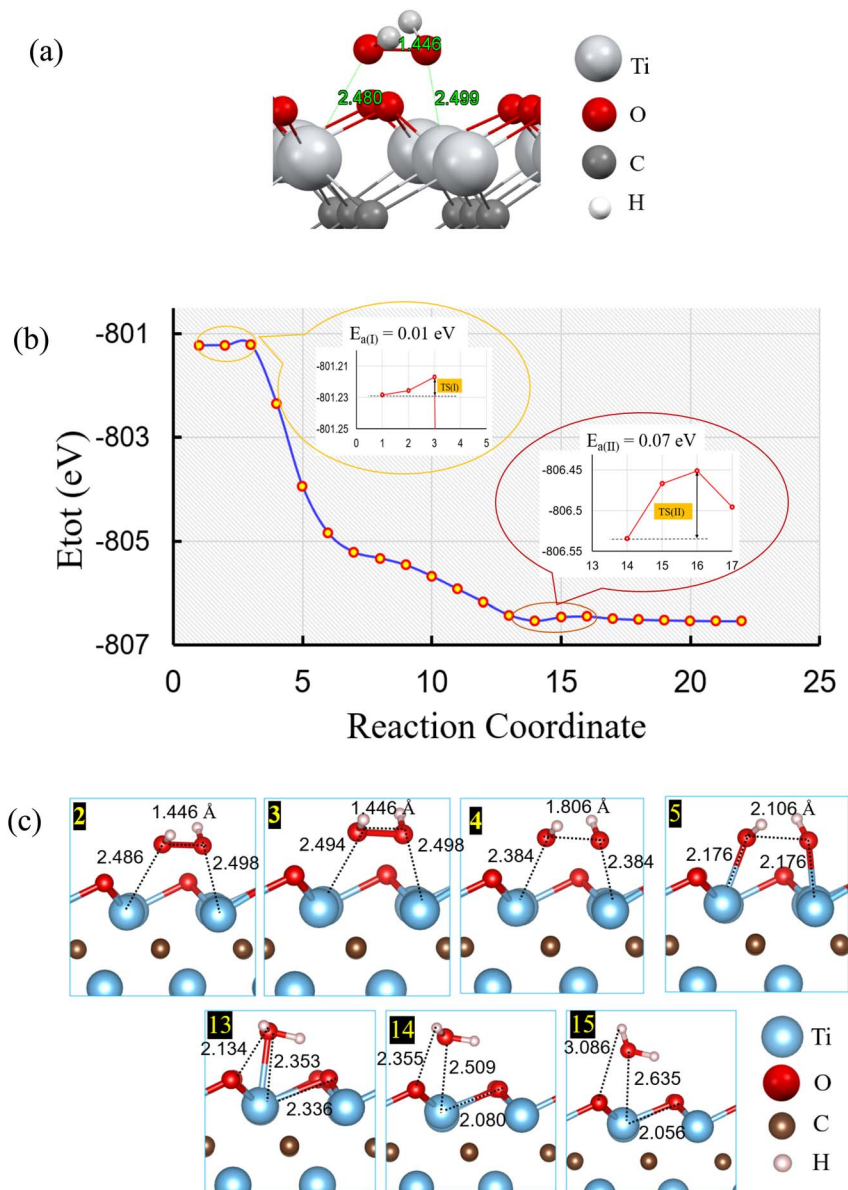 (a)
1.446
2.480
2.499
Ti
O
C
H
(b)
Etot (eV)
-801
-803
-805
-807
0
5
10
15
20
25
Reaction Coordinate
E a(I) = 0.01 eV
-801.21
-801.23
-801.25
TS(I)
0 1 2 3 4 5
E a(II) = 0.07 eV
-806.45
-806.5
-806.55
TS(II)
13 14 15 16 17
(c)
2
1.446 Å
2.486
2.498
3
1.446 Å
2.494
2.498
4
1.806 Å
2.384
2.384
5
2.106 Å
2.176
2.176
13
2.134
2.353
2.336
14
2.355
2.509
2.080
15
3.086
2.635
2.056
Ti
O
C
H